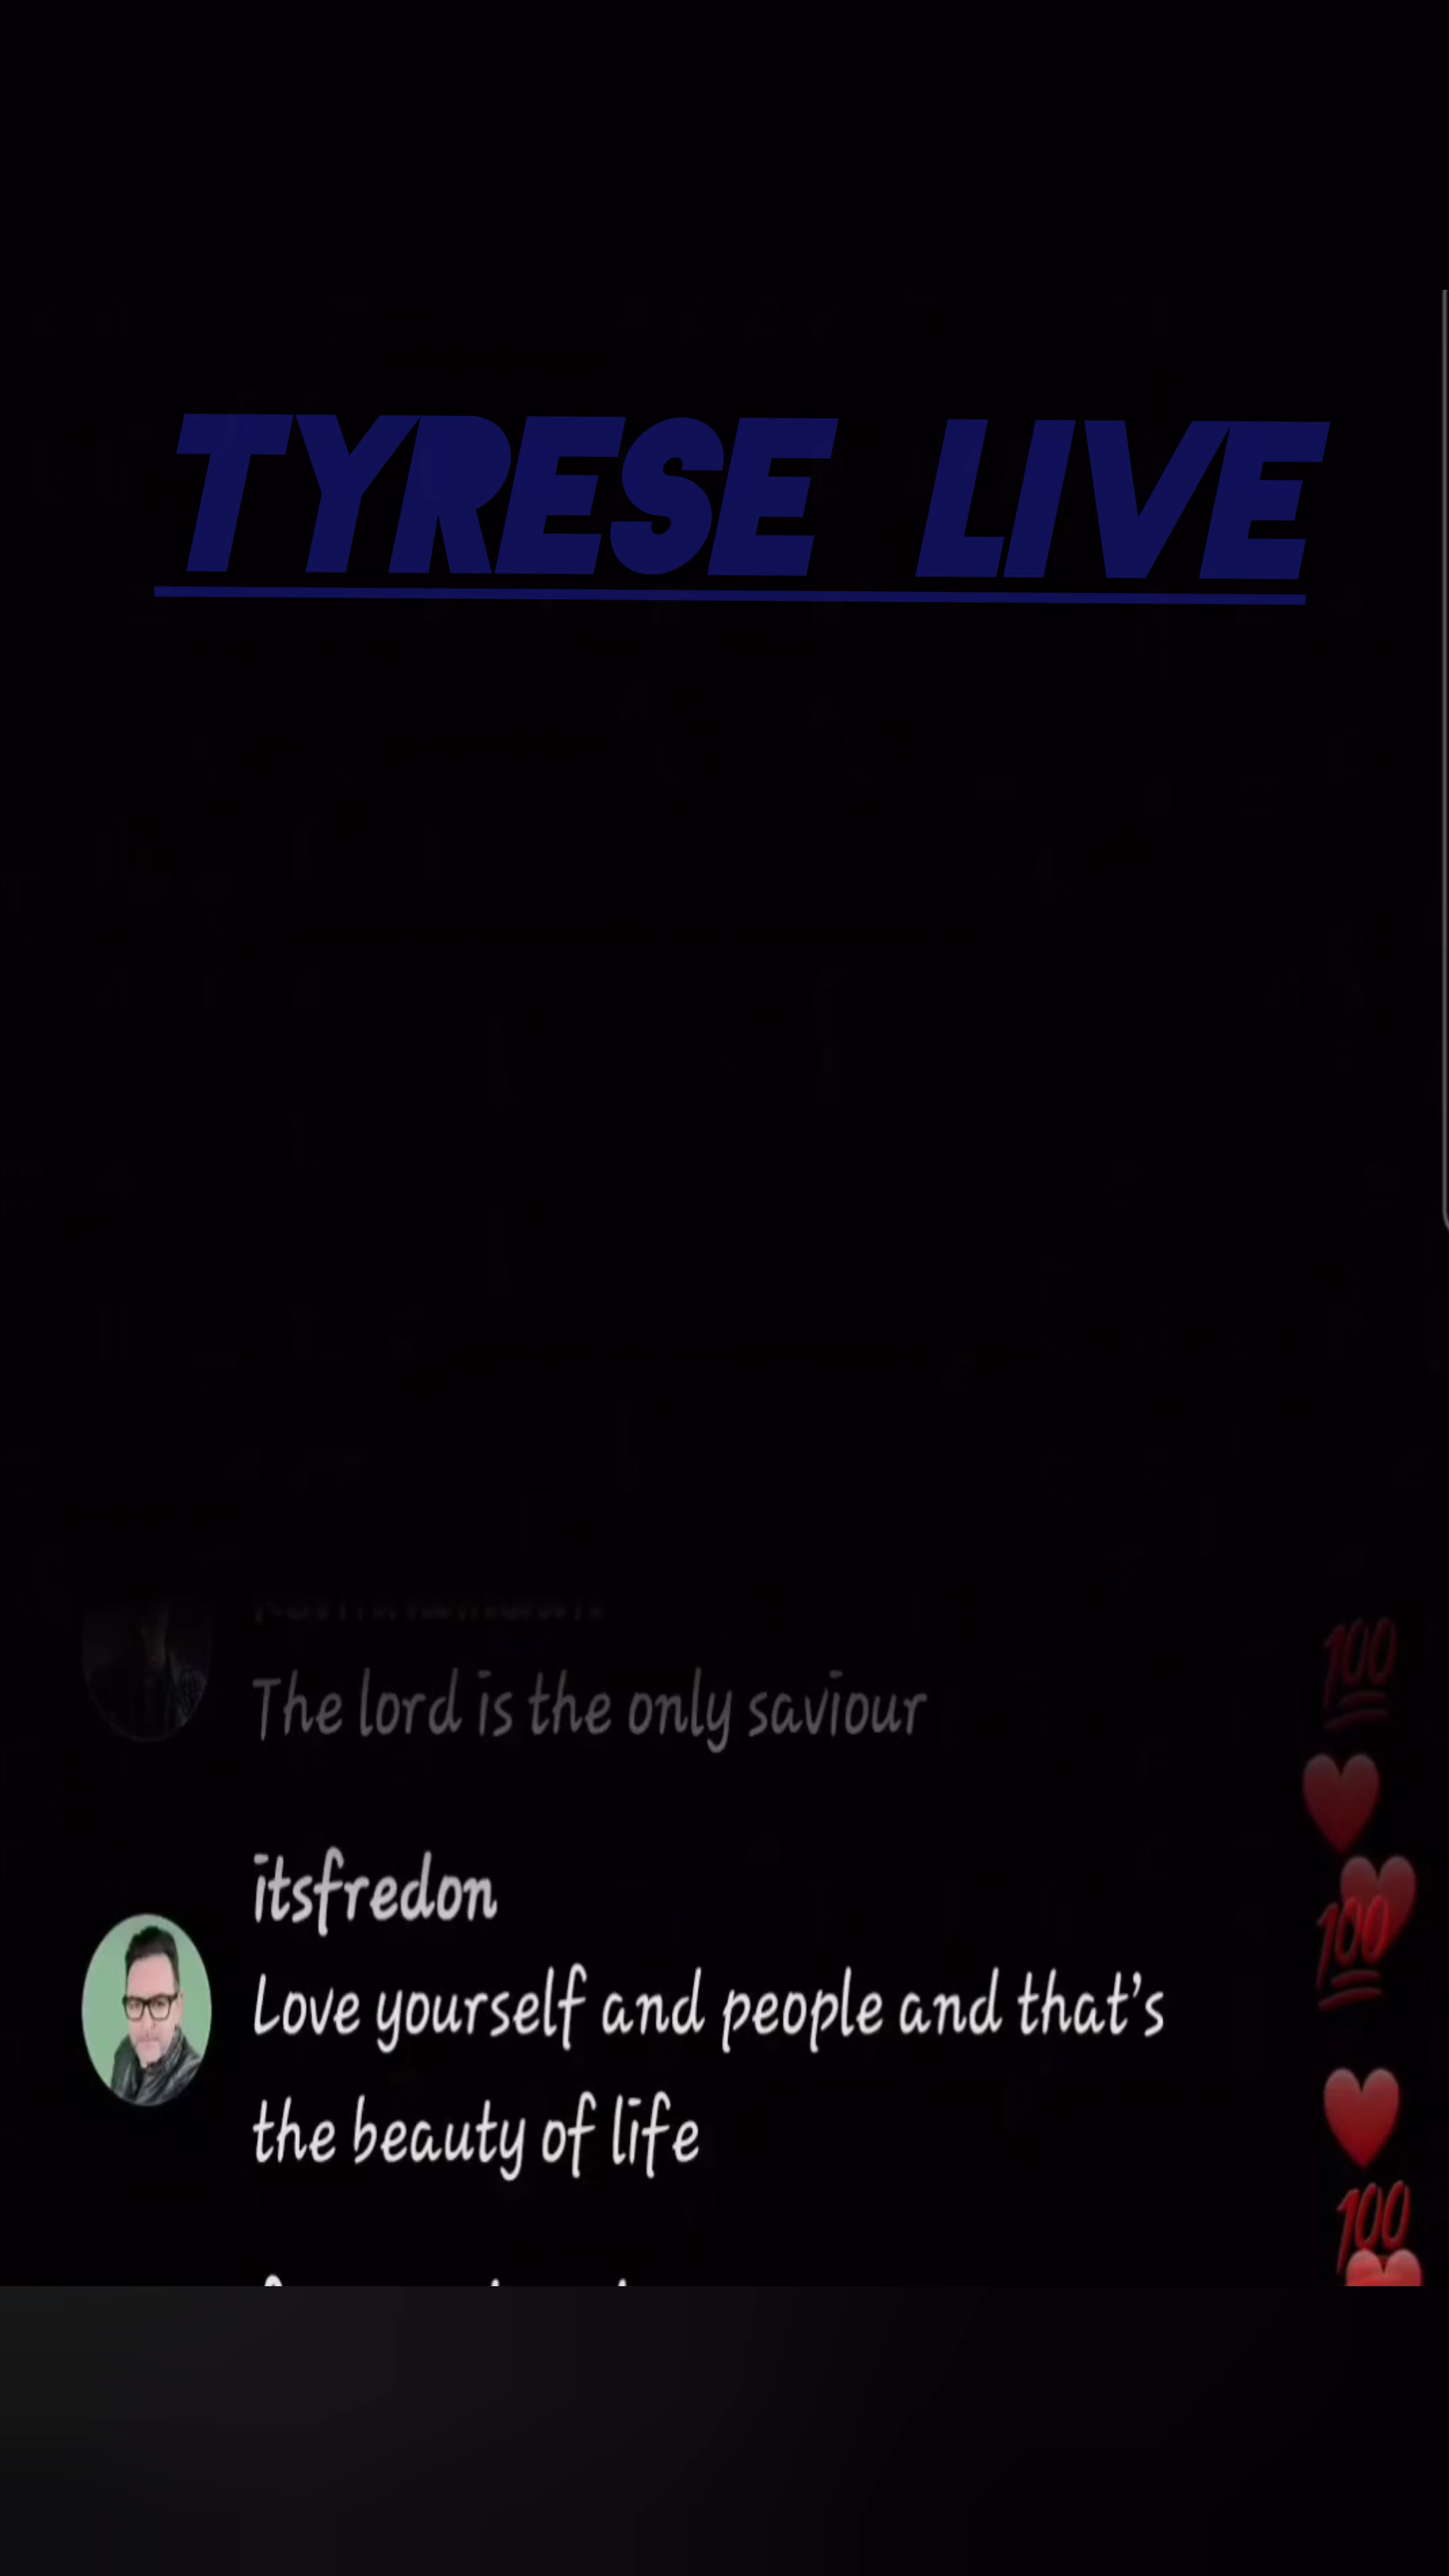 TYRESE LIVE
The lord is the only saviour
💯
itsfredon
Love yourself and people and that's
the beauty of life
💯
💯